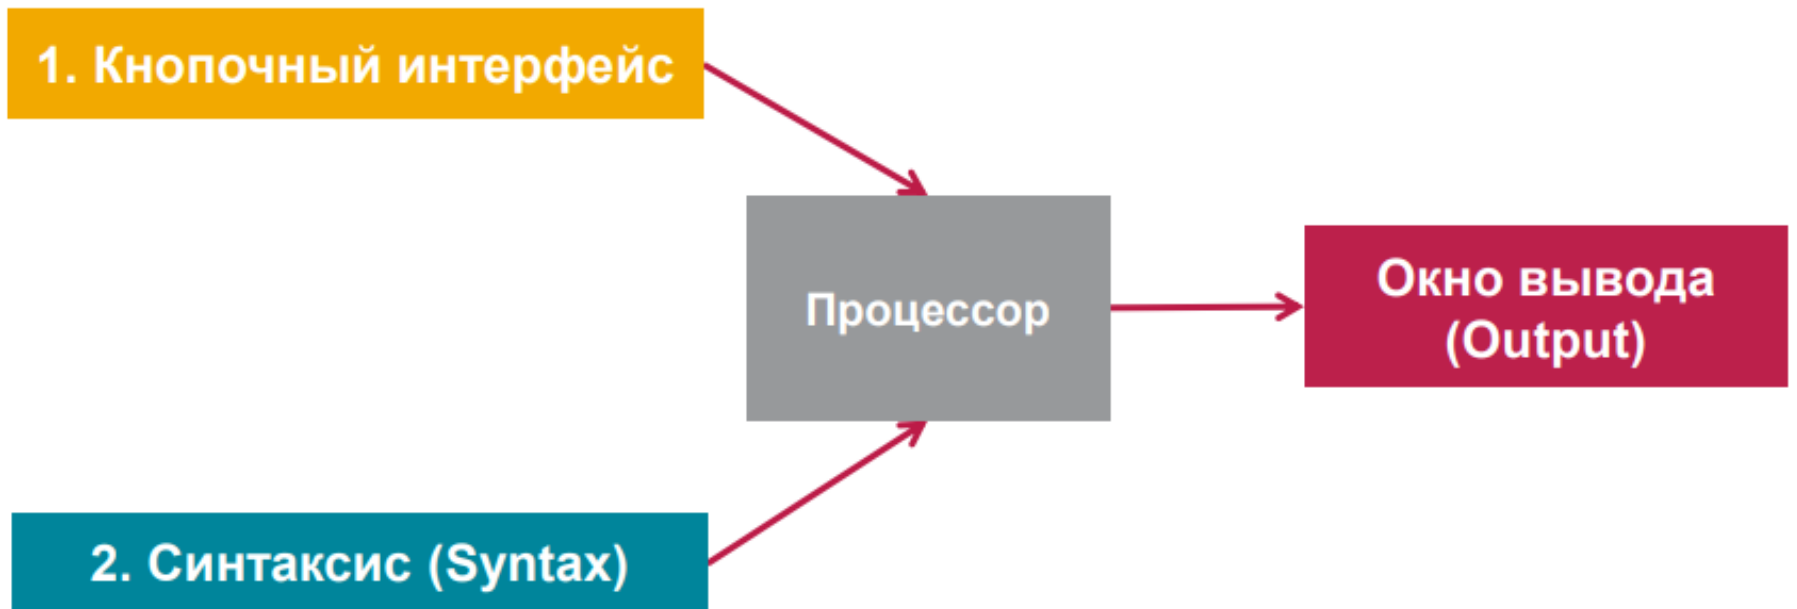 1. Кнопочный интерфейс
Процессор
Окно вывода
(Output)
2. Синтаксис (Syntax)